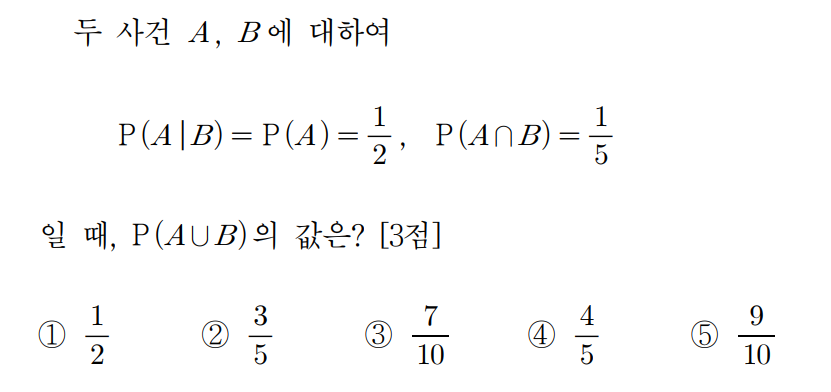 두 사건 A, B에 대하여
P(A|B)=P(A)=1/2, P(A∩B)=1/5
일 때, P(A∪B)의 값은? [3점]
① 1/2 ② 3/5 ③ 7/10 ④ 4/5 ⑤ 9/10